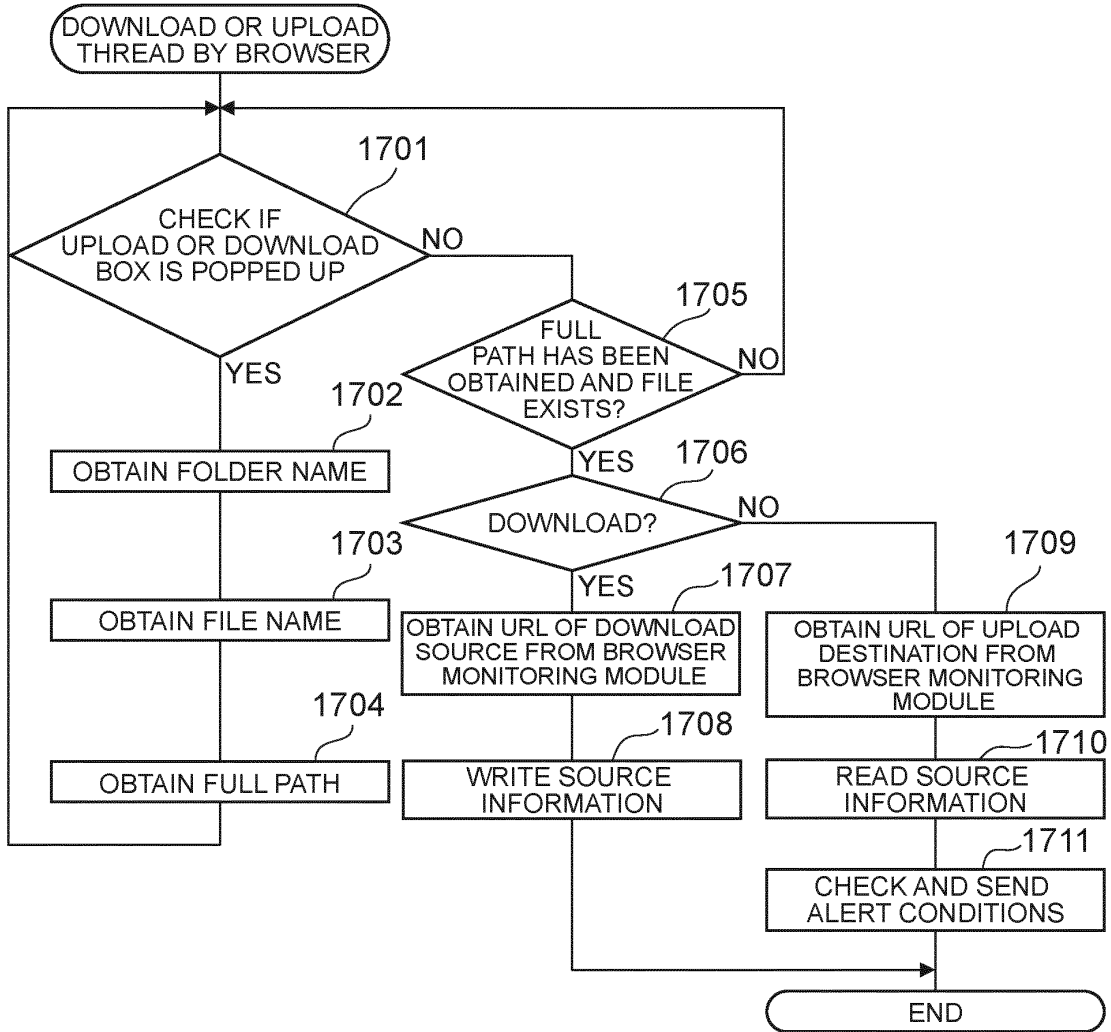 DOWNLOAD OR UPLOAD
THREAD BY BROWSER
1701
CHECK IF
UPLOAD OR DOWNLOAD
BOX IS POPPED UP
NO
YES
1705
FULL
PATH HAS BEEN
OBTAINED AND FILE
EXISTS?
NO
YES
1702
OBTAIN FOLDER NAME
1706
DOWNLOAD?
NO
YES
1703
OBTAIN FILE NAME
1707
OBTAIN URL OF DOWNLOAD
SOURCE FROM BROWSER
MONITORING MODULE
1709
OBTAIN URL OF UPLOAD
DESTINATION FROM
BROWSER MONITORING
MODULE
1704
OBTAIN FULL PATH
1708
WRITE SOURCE
INFORMATION
1710
READ SOURCE
INFORMATION
1711
CHECK AND SEND
ALERT CONDITIONS
END